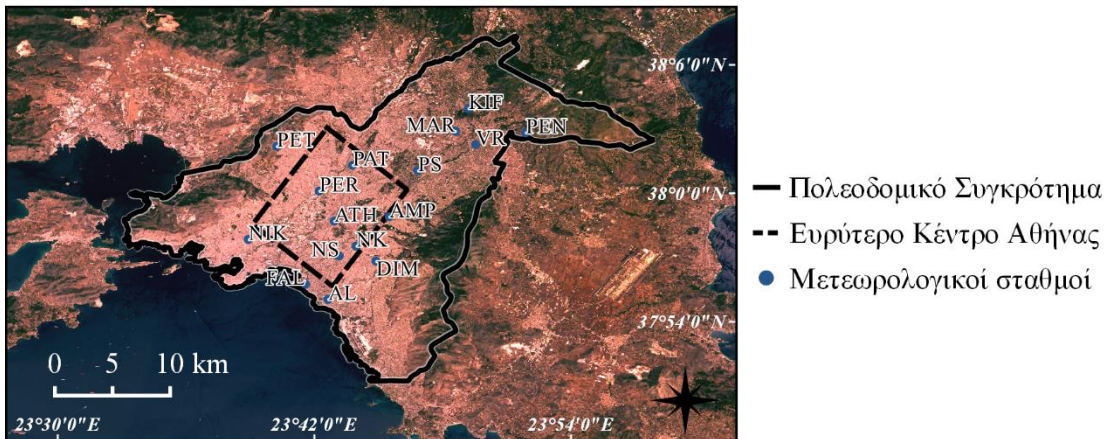 38°6'0"N
KIF
MAR
VR
PEN
PET
PAT
PS
PER
38°0'0"N
ATH
AMP
NIK
NS
NK
DIM
FAL
AL
37°54'0"N
0 5 10 km
23°30'0"E 23°42'0"E 23°54'0"E
Πολεοδομικό Συγκρότημα
Ευρύτερο Κέντρο Αθήνας
Μετεωρολογικοί σταθμοί